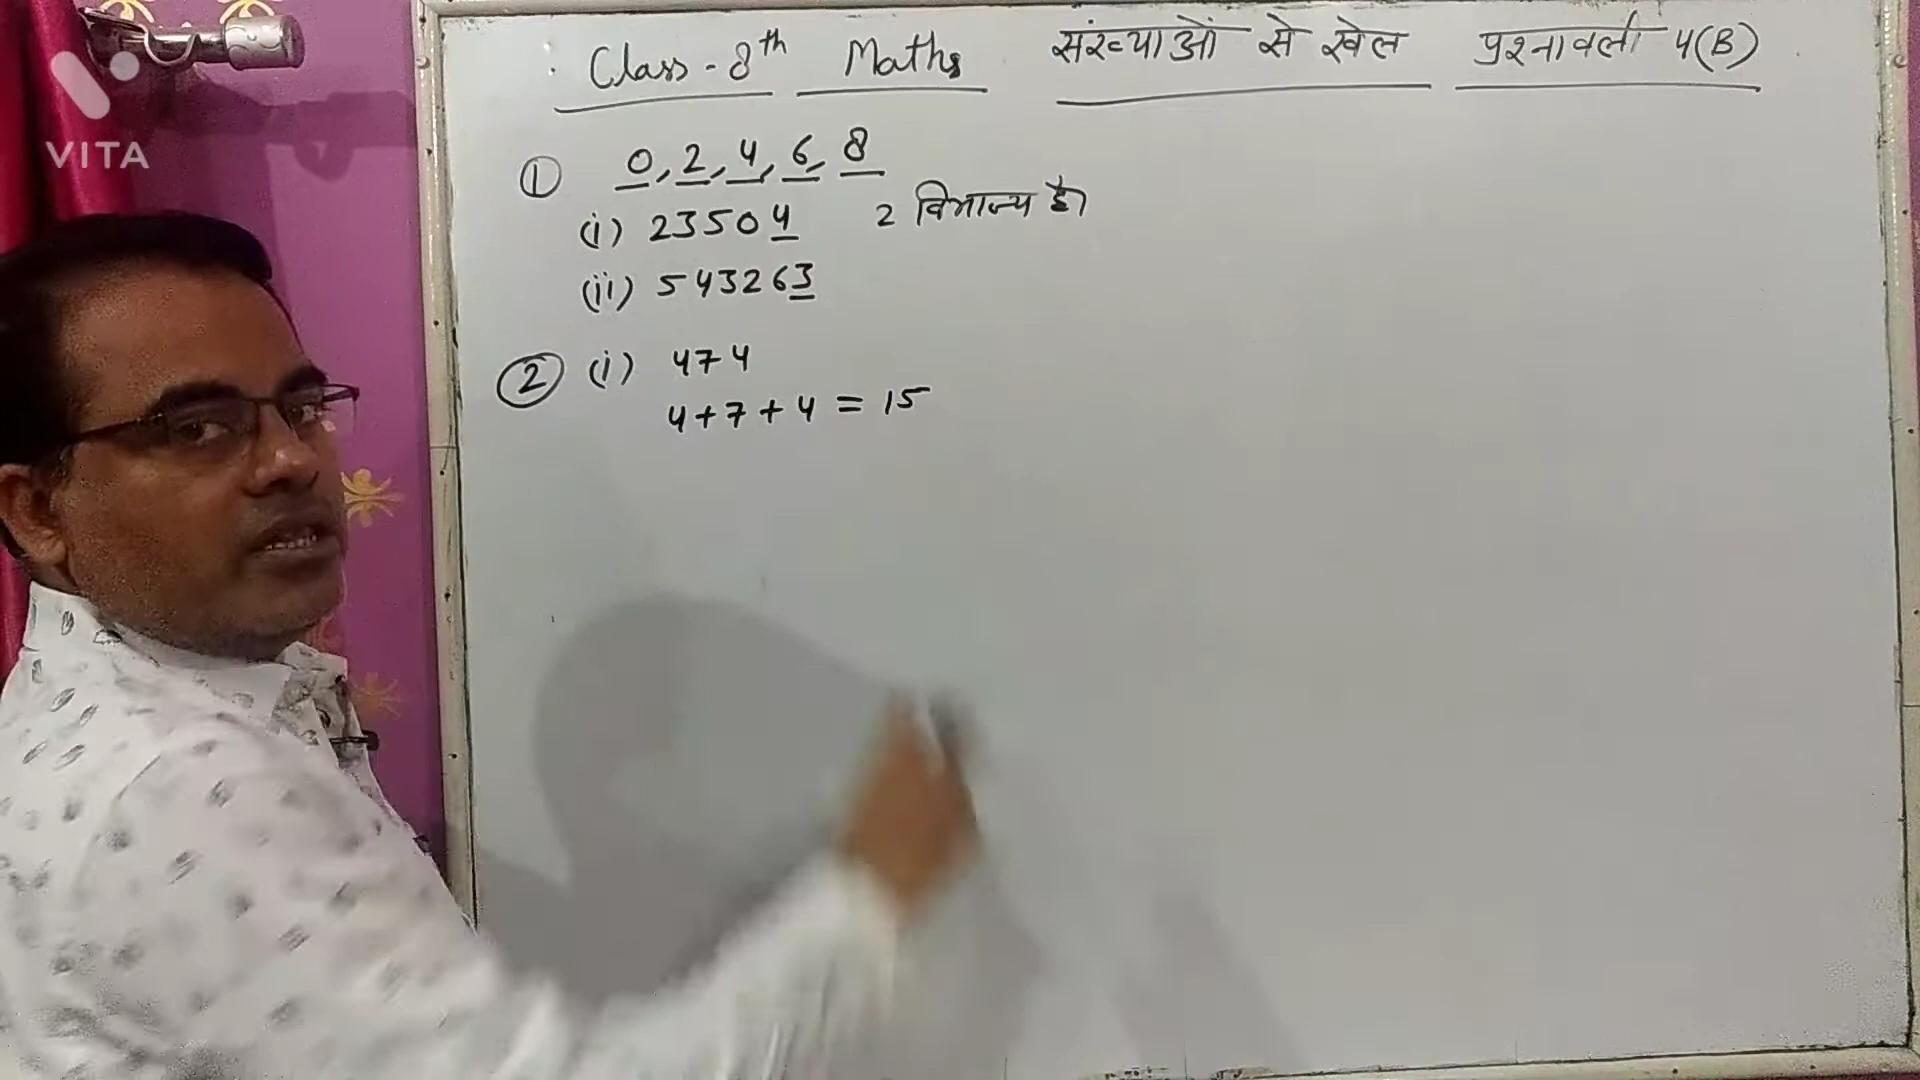 VITA
Class - 8th Maths संख्याओं से खेल प्रश्नावली 4(B)
① 0, 2, 4, 6, 8
(i) 23504 2 विभाज्य है।
(ii) 543263
② (i) 474
4+7+4 = 15